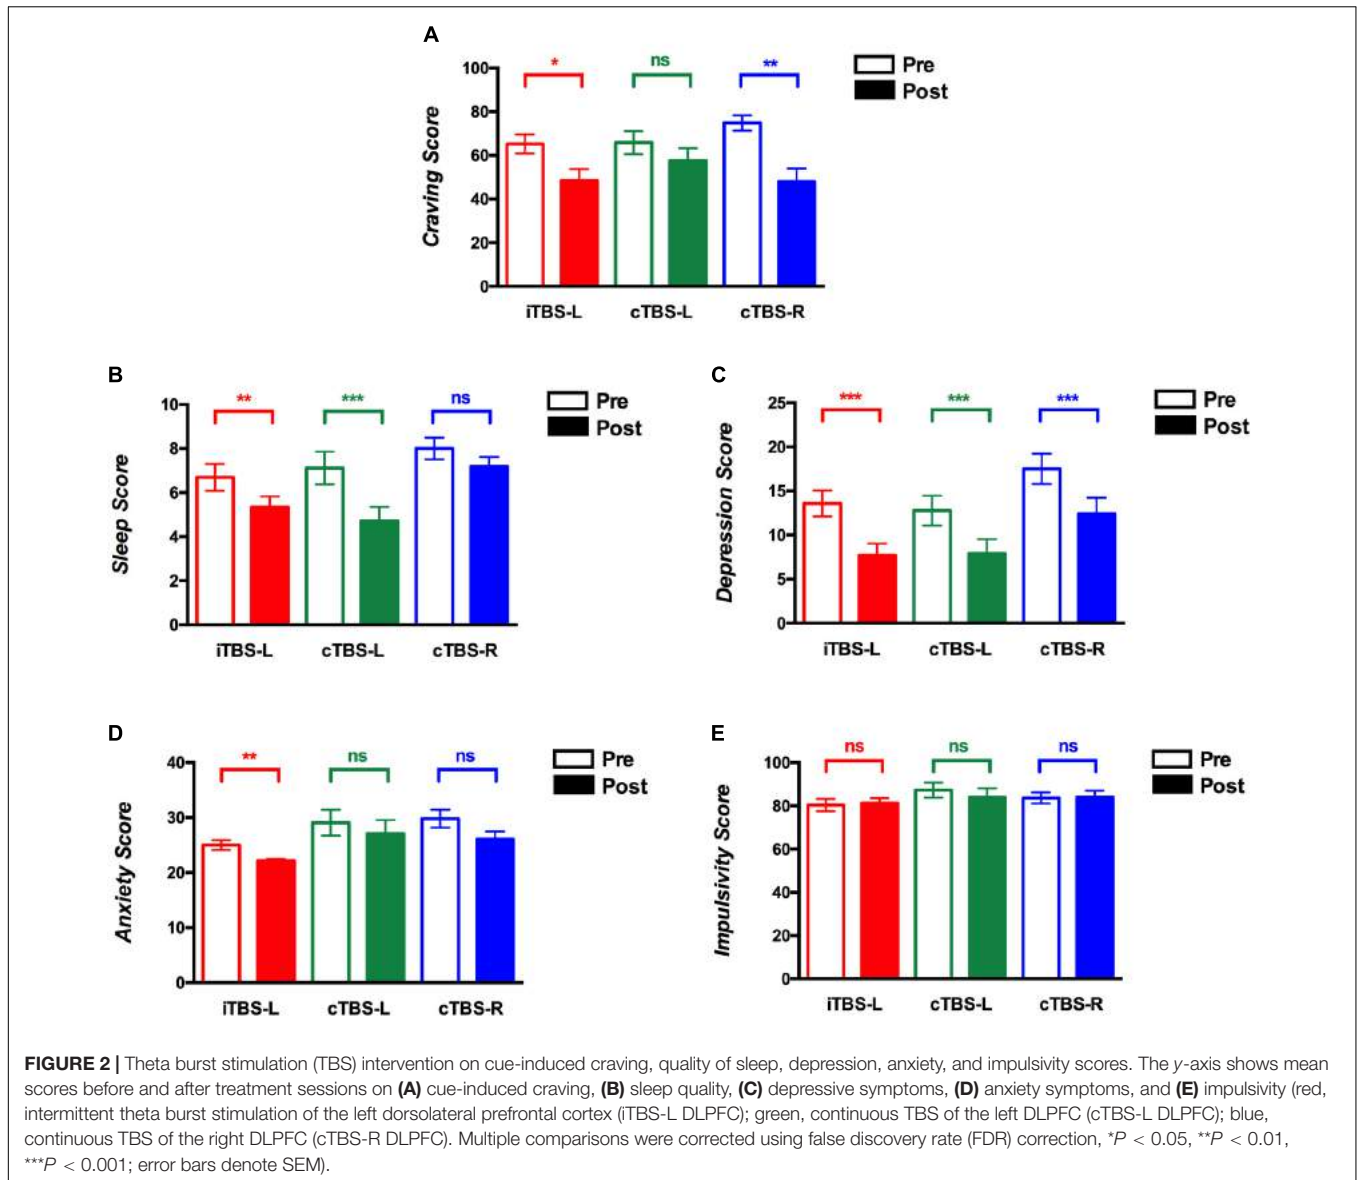 A
* ns **
Pre
Post
100
80
60
40
20
0
Craving Score
iTBS-L cTBS-L cTBS-R
B
** *** ns
Pre
Post
10
8
6
4
2
0
Sleep Score
iTBS-L cTBS-L cTBS-R
C
*** *** ***
Pre
Post
25
20
15
10
5
0
Depression Score
iTBS-L cTBS-L cTBS-R
D
** ns ns
Pre
Post
40
30
20
10
0
Anxiety Score
iTBS-L cTBS-L cTBS-R
E
ns ns ns
Pre
Post
100
80
60
40
20
0
Impulsivity Score
iTBS-L cTBS-L cTBS-R
FIGURE 2 | Theta burst stimulation (TBS) intervention on cue-induced craving, quality of sleep, depression, anxiety, and impulsivity scores. The y-axis shows mean
scores before and after treatment sessions on (A) cue-induced craving, (B) sleep quality, (C) depressive symptoms, (D) anxiety symptoms, and (E) impulsivity (red,
intermittent theta burst stimulation of the left dorsolateral prefrontal cortex (iTBS-L DLPFC); green, continuous TBS of the left DLPFC (cTBS-L DLPFC); blue,
continuous TBS of the right DLPFC (cTBS-R DLPFC). Multiple comparisons were corrected using false discovery rate (FDR) correction, *P < 0.05, **P < 0.01,
***P < 0.001; error bars denote SEM).